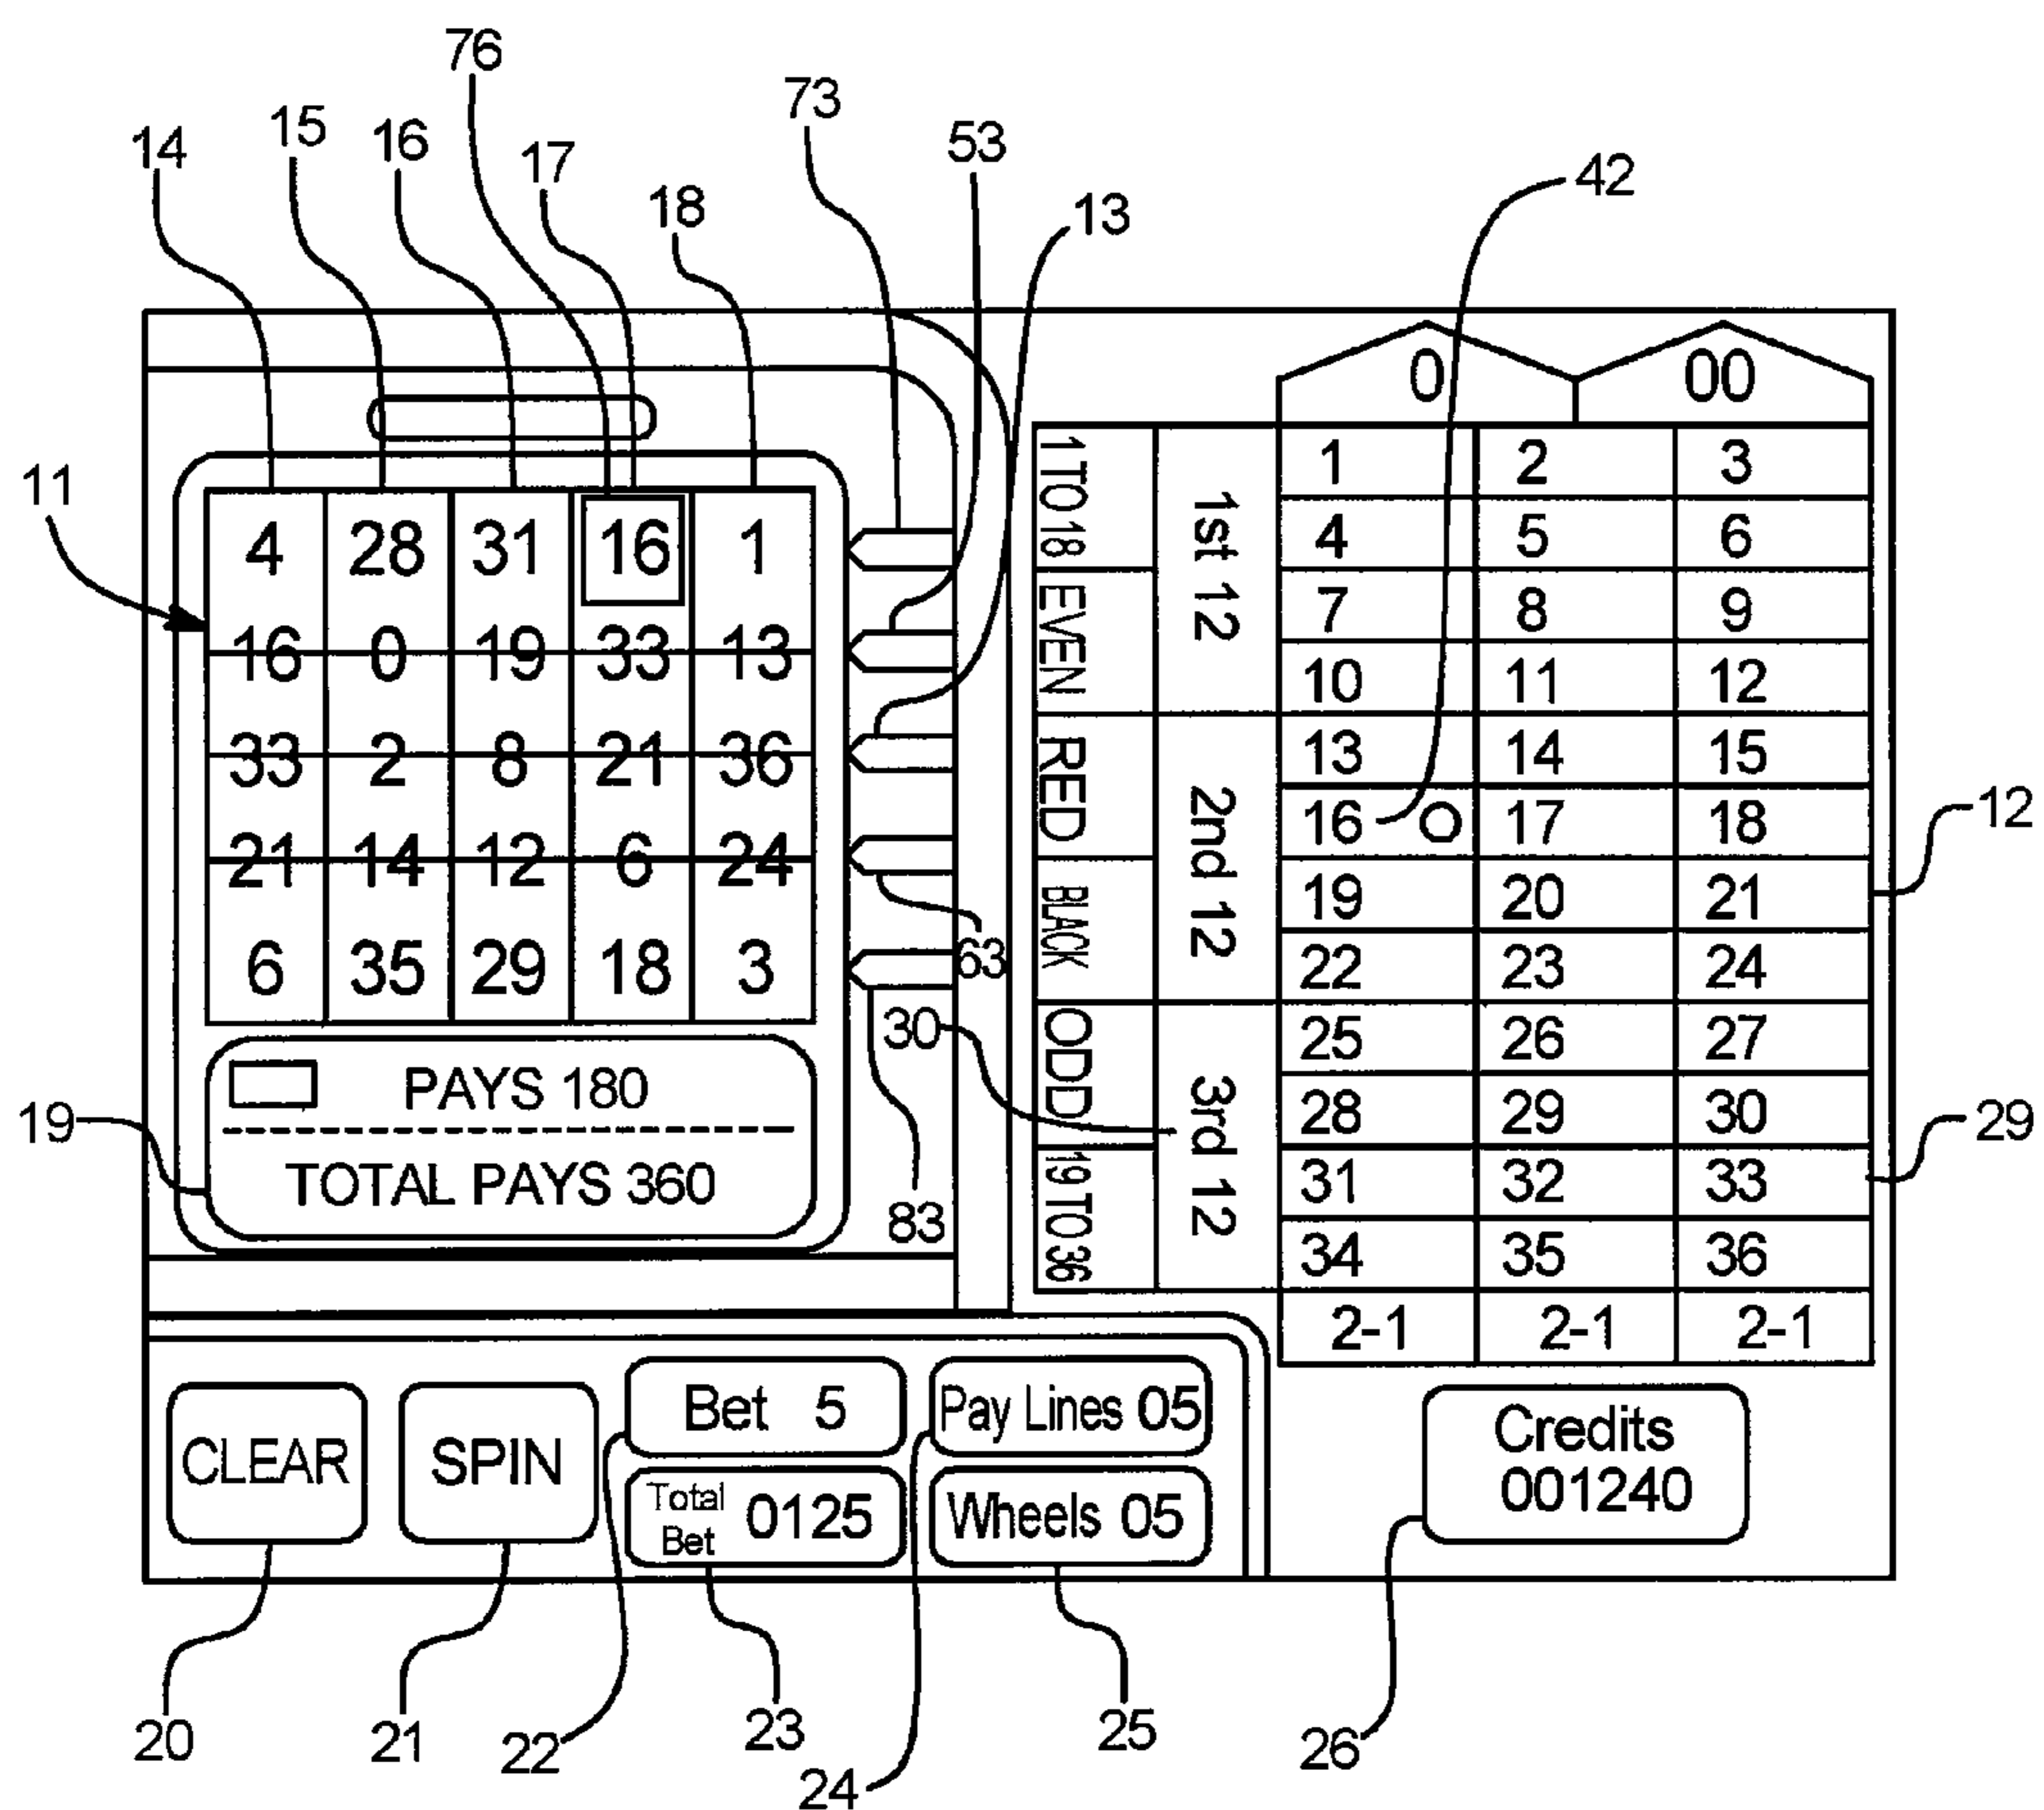 76
73
14 15 16 17 18
53
13
42
11
4 28 31 16 1
16 0 19 33 13
33 2 8 21 36
21 14 12 6 24
6 35 29 18 3
PAYS 180
TOTAL PAYS 360
19
63
30
83
0 00
1 TO 18
EVEN
RED
BLACK
ODD
19 TO 36
1st 12
2nd 12
3rd 12
1 2 3
4 5 6
7 8 9
10 11 12
13 14 15
16 17 18
19 20 21
22 23 24
25 26 27
28 29 30
31 32 33
34 35 36
2-1 2-1 2-1
12
29
CLEAR
SPIN
Bet 5
Total
Bet 0125
Pay Lines 05
Wheels 05
Credits
001240
20 21 22 23 24 25 26